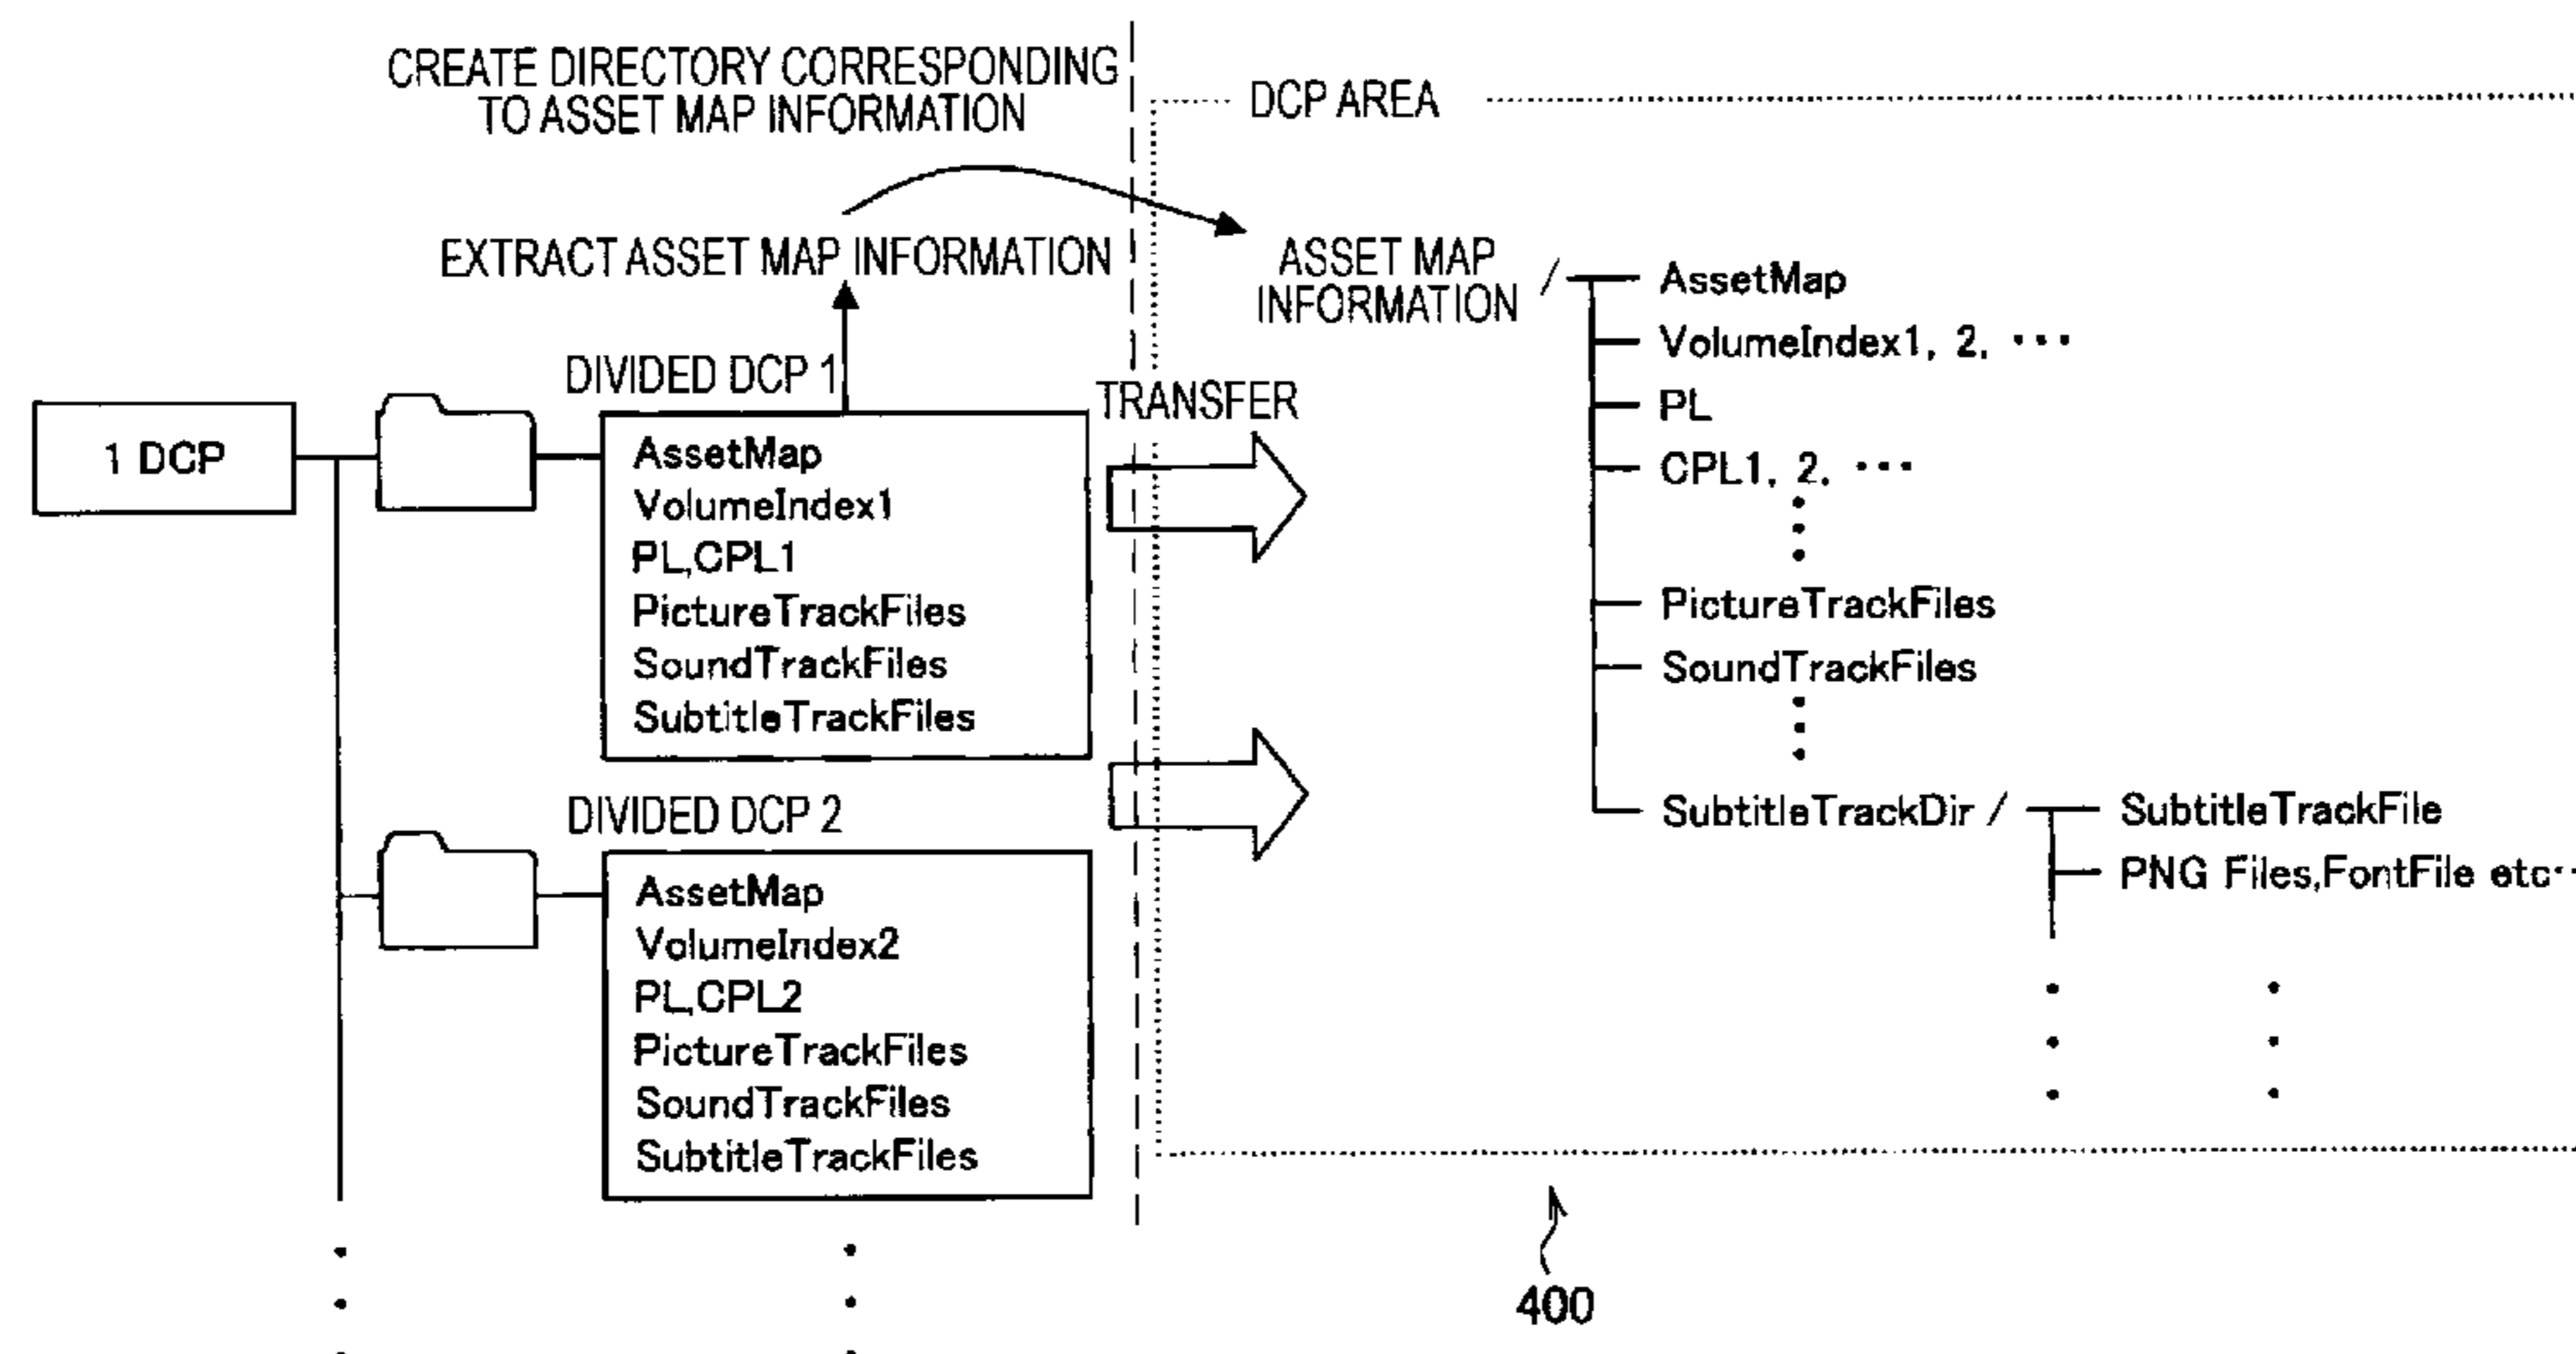 CREATE DIRECTORY CORRESPONDING
TO ASSET MAP INFORMATION
EXTRACT ASSET MAP INFORMATION
1 DCP
DIVIDED DCP 1
AssetMap
VolumeIndex1
PL,CPL1
PictureTrackFiles
SoundTrackFiles
SubtitleTrackFiles
DIVIDED DCP 2
AssetMap
VolumeIndex2
PL,CPL2
PictureTrackFiles
SoundTrackFiles
SubtitleTrackFiles
TRANSFER
DCP AREA
ASSET MAP
INFORMATION /
AssetMap
VolumeIndex1, 2, ···
PL
CPL1, 2, ···
PictureTrackFiles
SoundTrackFiles
SubtitleTrackDir /
SubtitleTrackFile
PNG Files,FontFile etc··
400